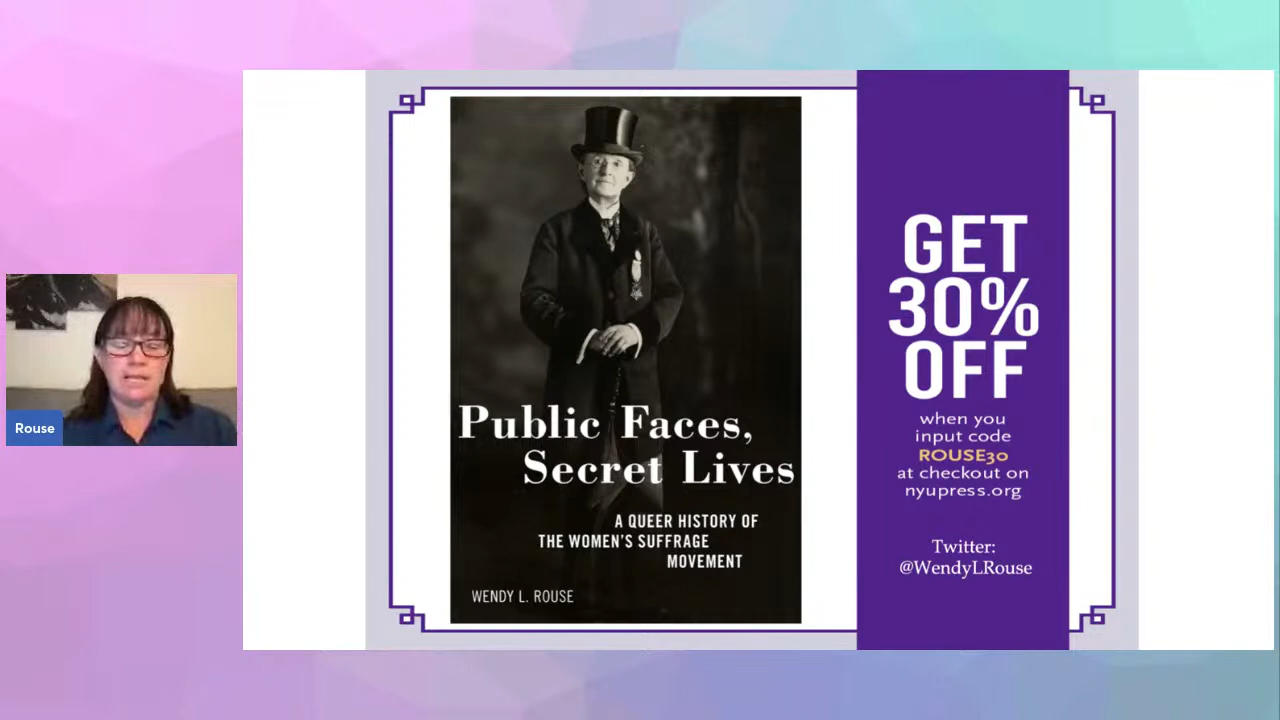 Rouse
Public Faces,
Secret Lives
A QUEER HISTORY OF
THE WOMEN'S SUFFRAGE
MOVEMENT
WENDY L. ROUSE
GET
30%
OFF
when you
input code
ROUSE30
at checkout on
nyupress.org
Twitter:
@WendyLRouse